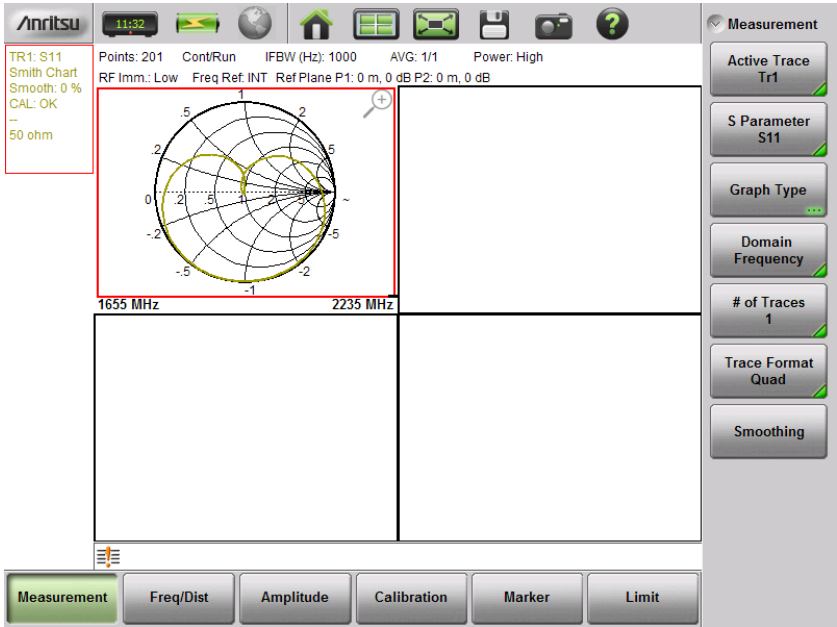 Anritsu
11:32
?
Measurement
TR1: S11
Smith Chart
Smooth: 0 %
CAL: OK
--
50 ohm
Points: 201 Cont/Run IFBW (Hz): 1000 AVG: 1/1 Power: High
RF Imm.: Low Freq Ref: INT Ref Plane P1: 0 m, 0 dB P2: 0 m, 0 dB
1
.5 2
.2 5
0 .2 .5 1 2 5 ~
-.2 -5
-.5 -2
-1
1655 MHz 2235 MHz
Active Trace
Tr1
S Parameter
S11
Graph Type
Domain
Frequency
# of Traces
1
Trace Format
Quad
Smoothing
Measurement Freq/Dist Amplitude Calibration Marker Limit